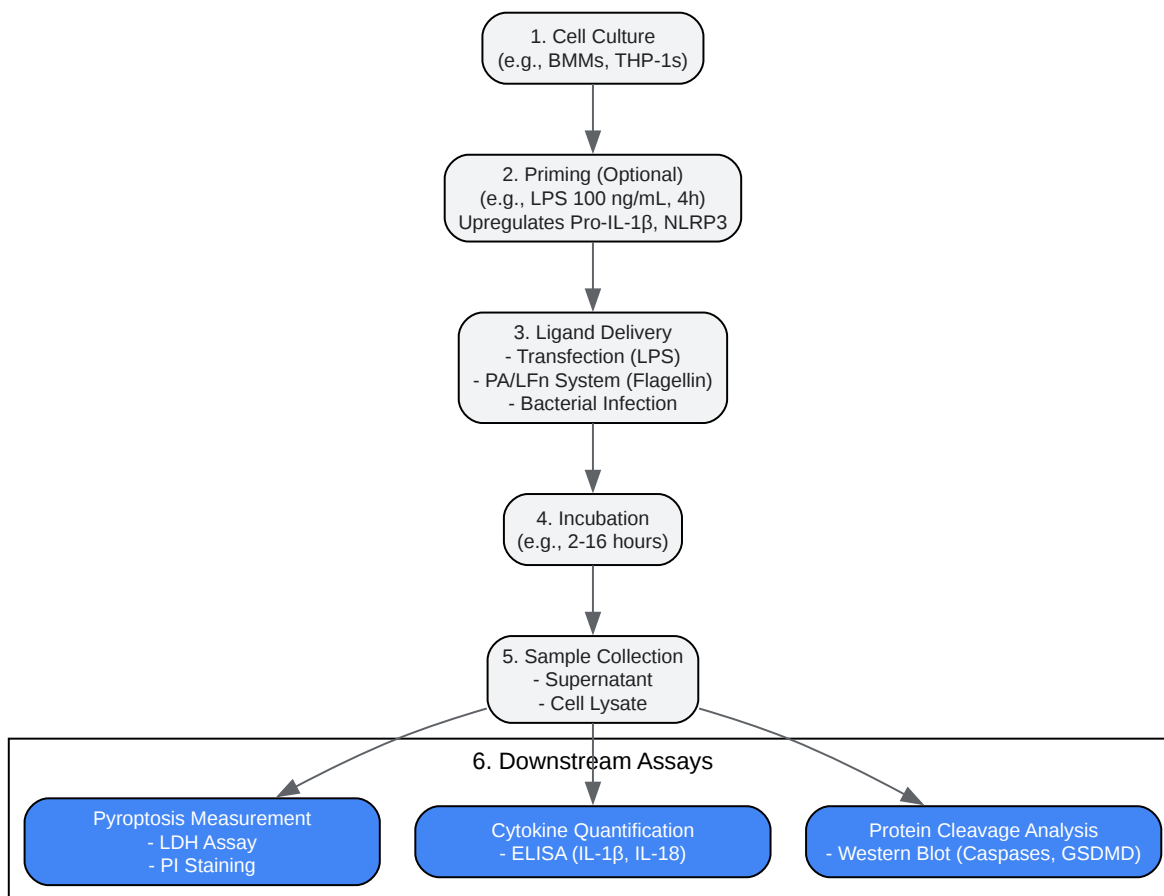 1. Cell Culture
(e.g., BMMs, THP-1s)
2. Priming (Optional)
(e.g., LPS 100 ng/mL, 4h)
Upregulates Pro-IL-1β, NLRP3
3. Ligand Delivery
- Transfection (LPS)
- PA/LFn System (Flagellin)
- Bacterial Infection
4. Incubation
(e.g., 2-16 hours)
5. Sample Collection
- Supernatant
- Cell Lysate
6. Downstream Assays
Pyroptosis Measurement
- LDH Assay
- PI Staining
Cytokine Quantification
- ELISA (IL-1β, IL-18)
Protein Cleavage Analysis
- Western Blot (Caspases, GSDMD)